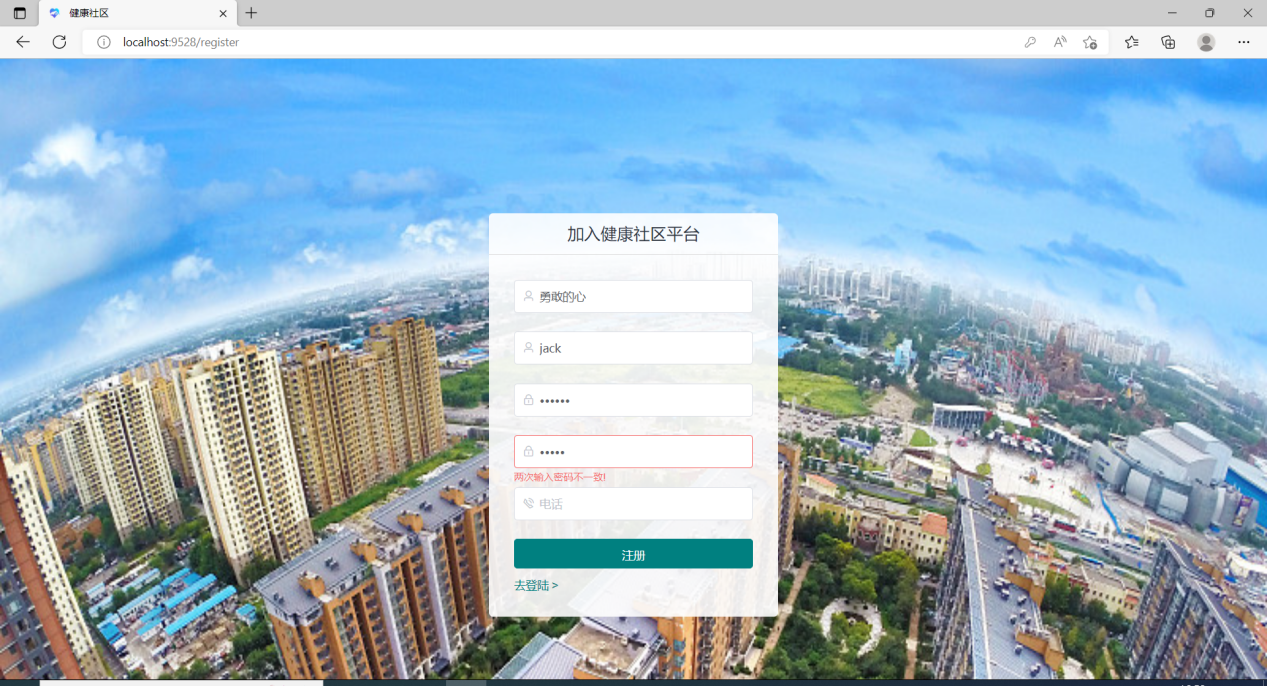 健康社区
localhost:9528/register
加入健康社区平台
勇敢的心
jack
••••••
•••••
两次输入密码不一致!
电话
注册
去登陆 >